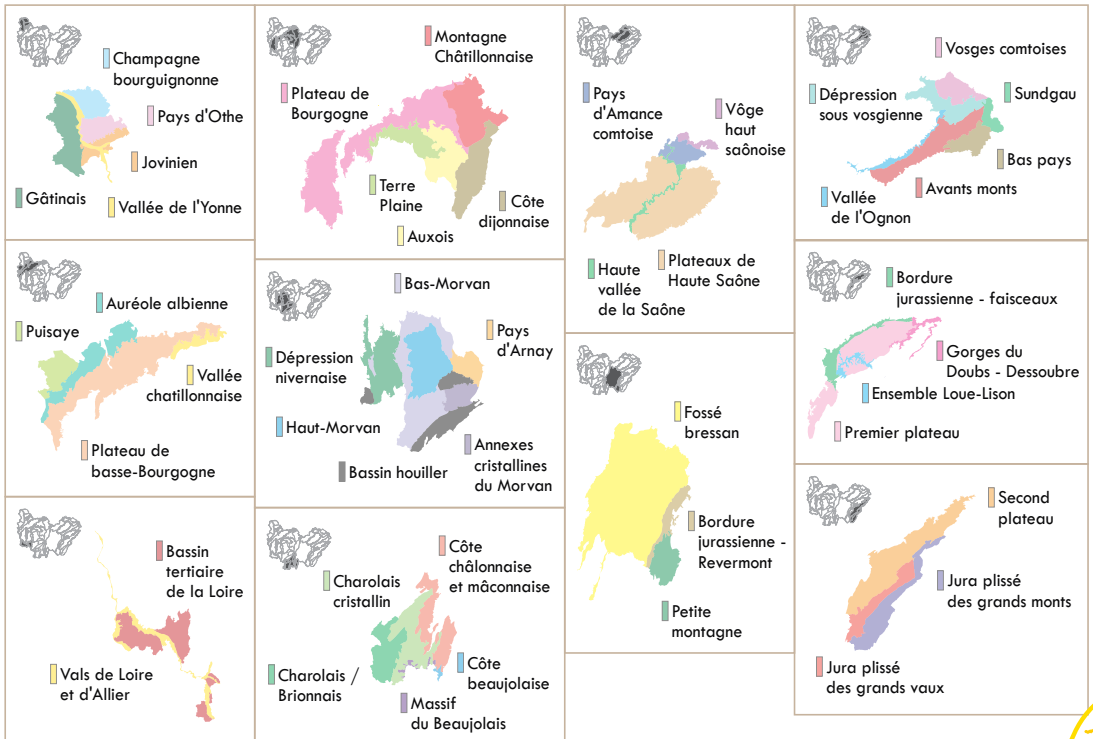 Champagne
bourguignonne
Pays d'Othe
Jovinien
Gâtinais
Vallée de l'Yonne
Montagne
Châtillonnaise
Plateau de
Bourgogne
Terre
Plaine
Côte
dijonnaise
Auxois
Pays
d'Amance
comtoise
Vôge
haut
saônoise
Haute
vallée
de la Saône
Plateaux de
Haute Saône
Vosges comtoises
Dépression
sous vosgienne
Sundgau
Bas pays
Avants monts
Vallée
de l'Ognon
Auréole albienne
Puisaye
Vallée
chatillonnaise
Plateau de
basse-Bourgogne
Bas-Morvan
Pays
d'Arnay
Dépression
nivernaise
Haut-Morvan
Bassin houiller
Annexes
cristallines
du Morvan
Fossé
bressan
Bordure
jurassienne -
Revermont
Petite
montagne
Bordure
jurassienne - faisceaux
Gorges du
Doubs - Dessoubre
Ensemble Loue-Lison
Premier plateau
Bassin
tertiaire
de la Loire
Vals de Loire
et d'Allier
Côte
châlonnaise
et mâconnaise
Charolais
cristallin
Charolais /
Brionnais
Côte
beaujolaise
Massif
du Beaujolais
Second
plateau
Jura plissé
des grands monts
Jura plissé
des grands vaux